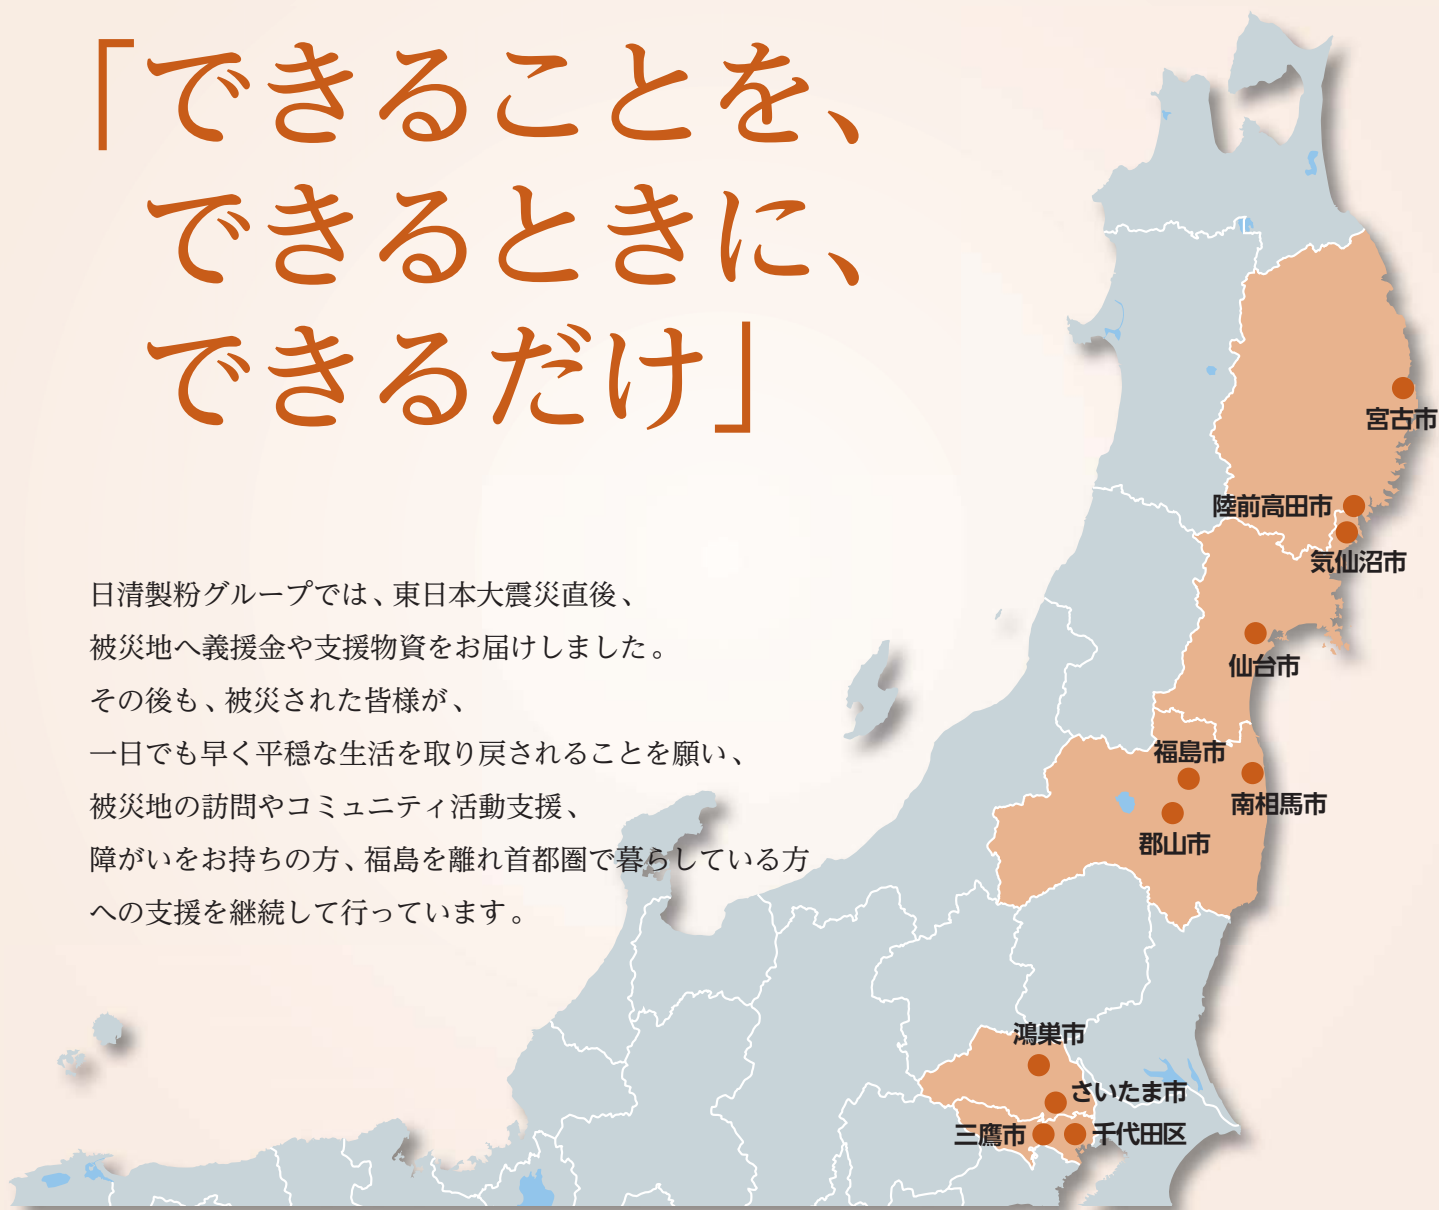 「できることを、
できるときに、
できるだけ」
日清製粉グループでは、東日本大震災直後、
被災地へ義援金や支援物資をお届けしました。
その後も、被災された皆様が、
一日でも早く平穏な生活を取り戻されることを願い、
被災地の訪問やコミュニティ活動支援、
障がいをお持ちの方、福島を離れ首都圏で暮らしている方
への支援を継続して行っています。
宮古市
陸前高田市
気仙沼市
仙台市
福島市
南相馬市
郡山市
鴻巣市
さいたま市
三鷹市
千代田区